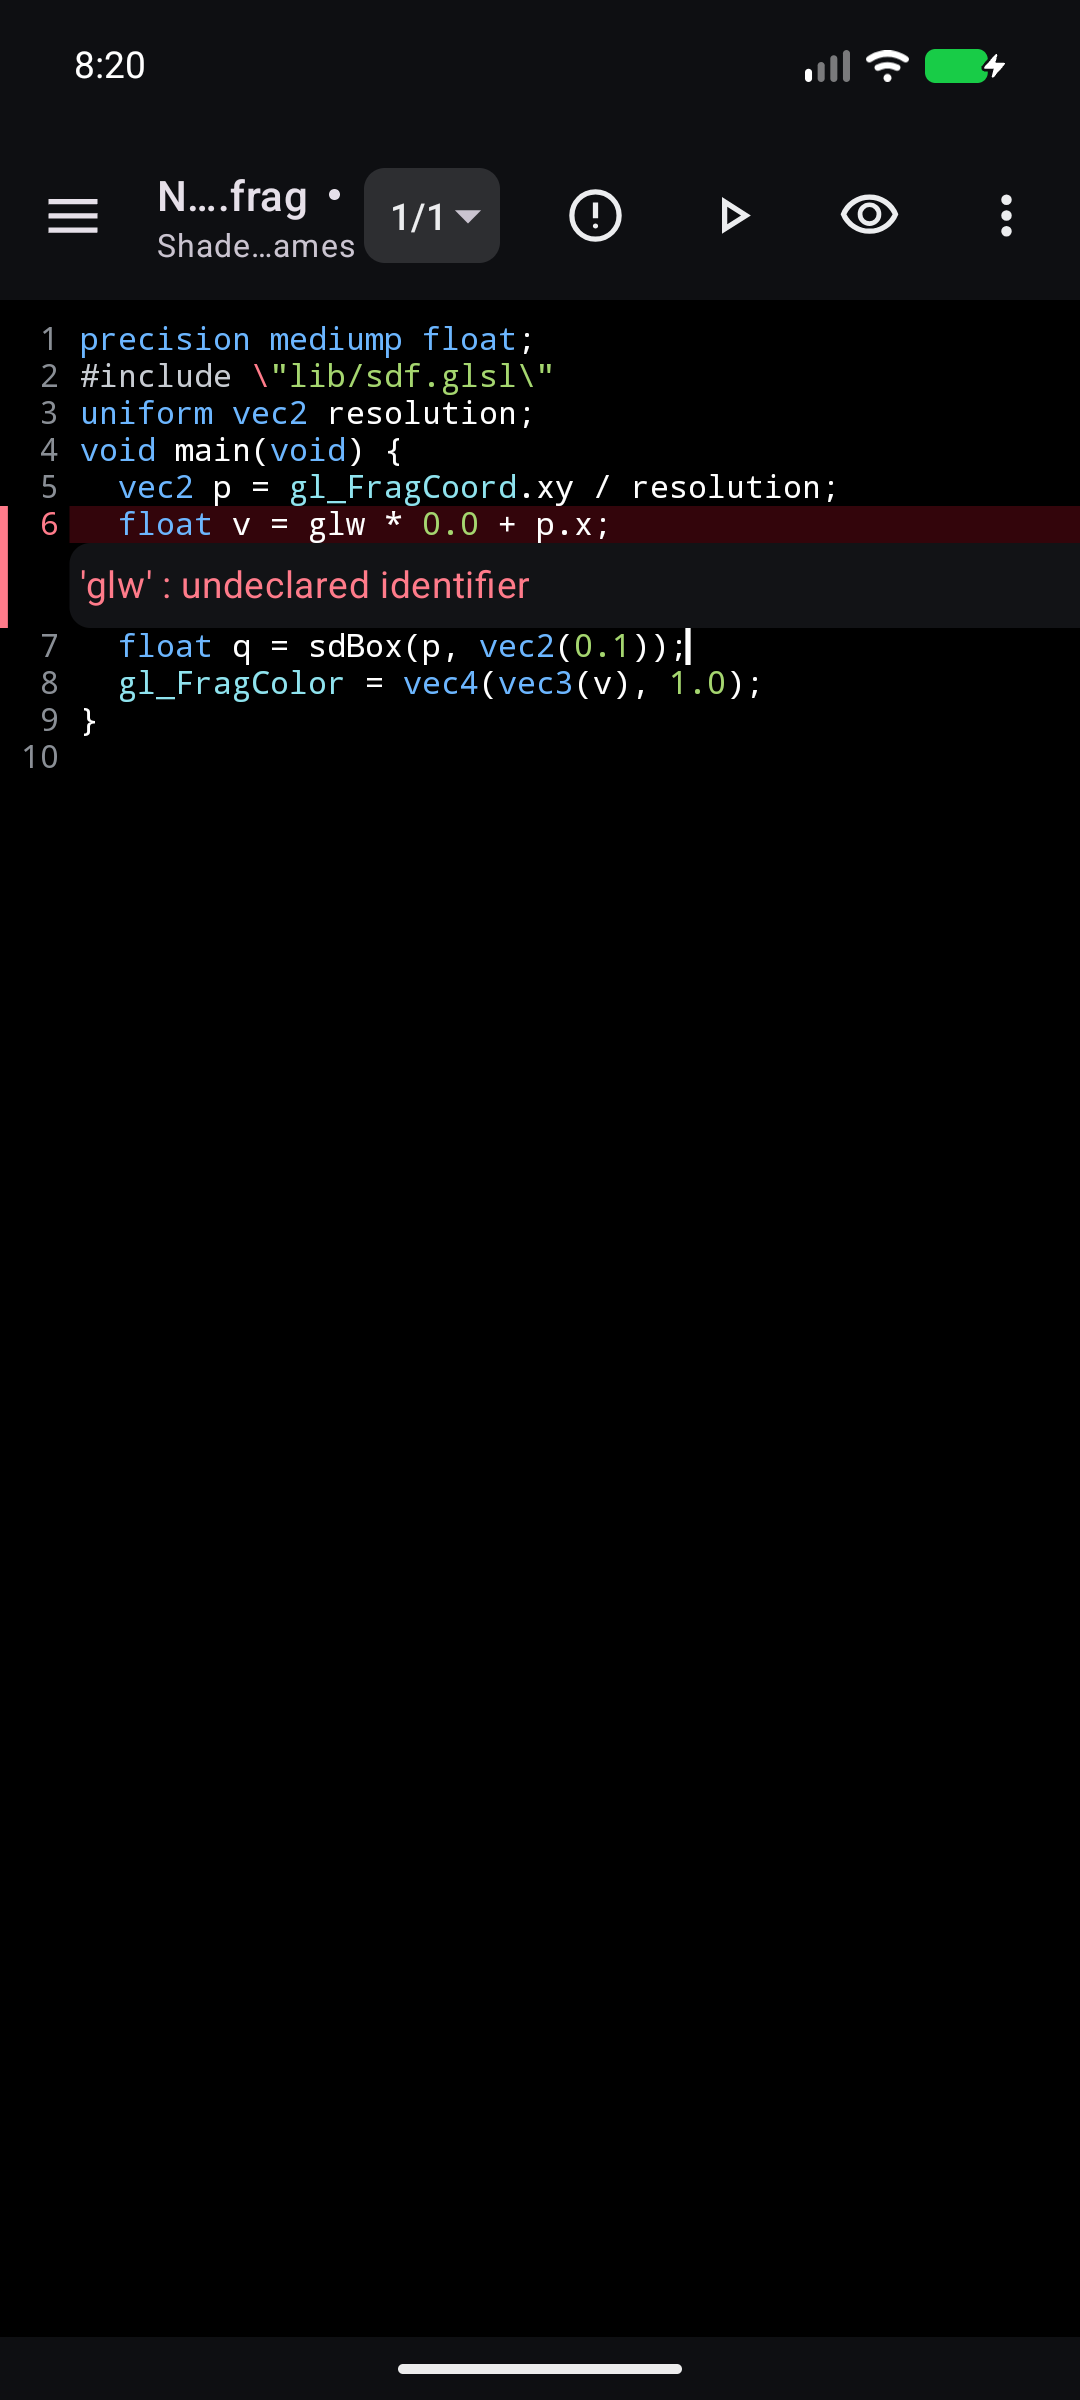 8:20
N....frag •
Shade...ames
1/1
1 precision mediump float;
2 #include \"lib/sdf.glsl\"
3 uniform vec2 resolution;
4 void main(void) {
5   vec2 p = gl_FragCoord.xy / resolution;
6   float v = glw * 0.0 + p.x;
'glw' : undeclared identifier
7   float q = sdBox(p, vec2(0.1));
8   gl_FragColor = vec4(vec3(v), 1.0);
9 }
10